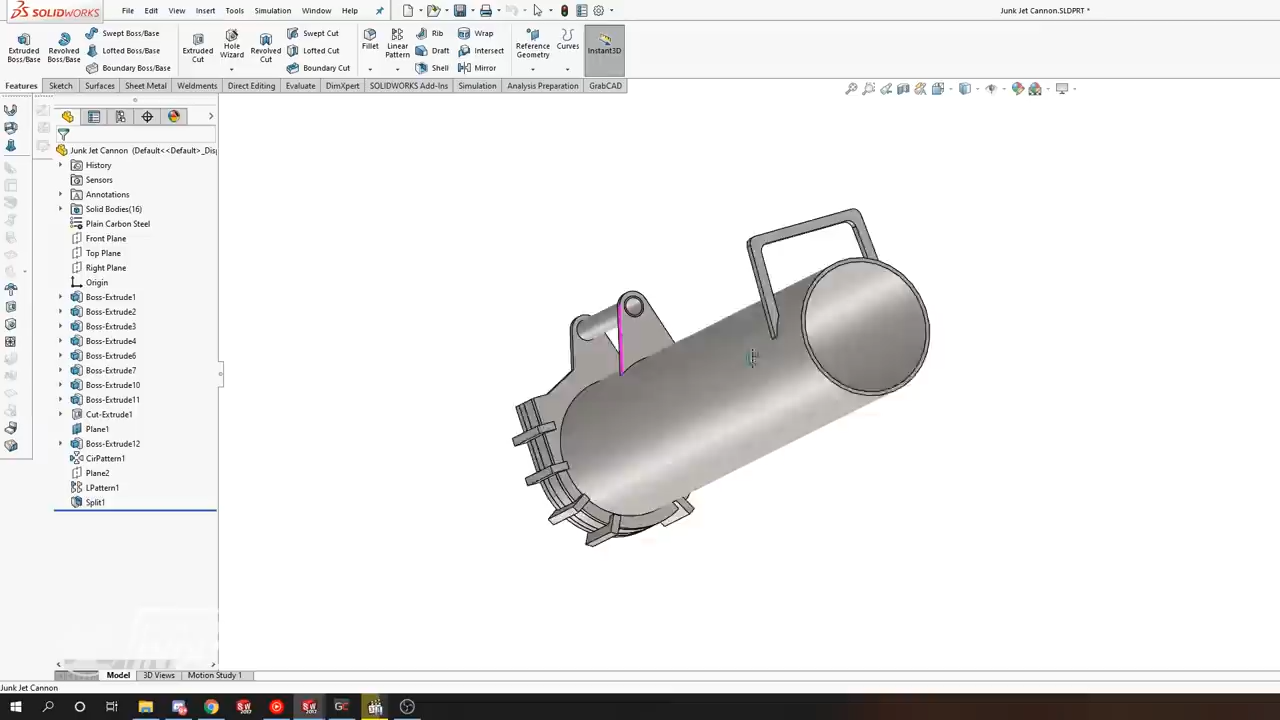 SOLIDWORKS File Edit View Insert Tools Simulation Window Help Junk Jet Cannon.SLDPRT *
Extruded Boss/Base
Revolved Boss/Base
Swept Boss/Base
Lofted Boss/Base
Boundary Boss/Base
Extruded Cut
Hole Wizard
Revolved Cut
Swept Cut
Lofted Cut
Boundary Cut
Fillet
Linear Pattern
Rib
Draft
Shell
Wrap
Intersect
Mirror
Reference Geometry
Curves
Instant3D
Features Sketch Surfaces Sheet Metal Weldments Direct Editing Evaluate DimXpert SOLIDWORKS Add-Ins Simulation Analysis Preparation GrabCAD
Junk Jet Cannon (Default<<Default>_Disp
History
Sensors
Annotations
Solid Bodies(16)
Plain Carbon Steel
Front Plane
Top Plane
Right Plane
Origin
Boss-Extrude1
Boss-Extrude2
Boss-Extrude3
Boss-Extrude4
Boss-Extrude6
Boss-Extrude7
Boss-Extrude10
Boss-Extrude11
Cut-Extrude1
Plane1
Boss-Extrude12
CirPattern1
Plane2
LPattern1
Split1
Model 3D Views Motion Study 1
Junk Jet Cannon